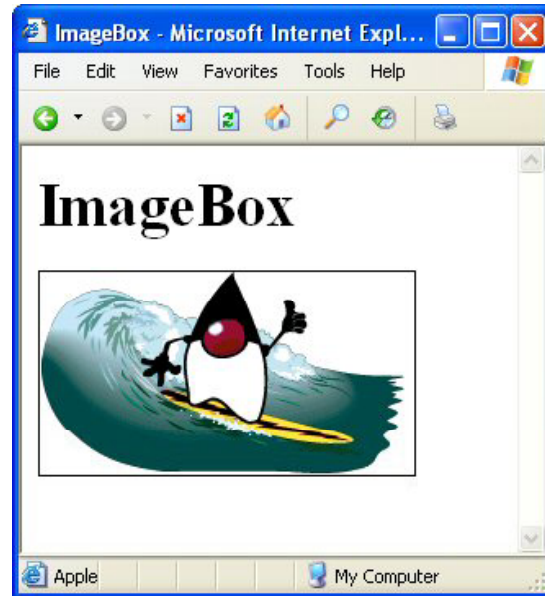 ImageBox - Microsoft Internet Expl...
File Edit View Favorites Tools Help
ImageBox
Apple My Computer